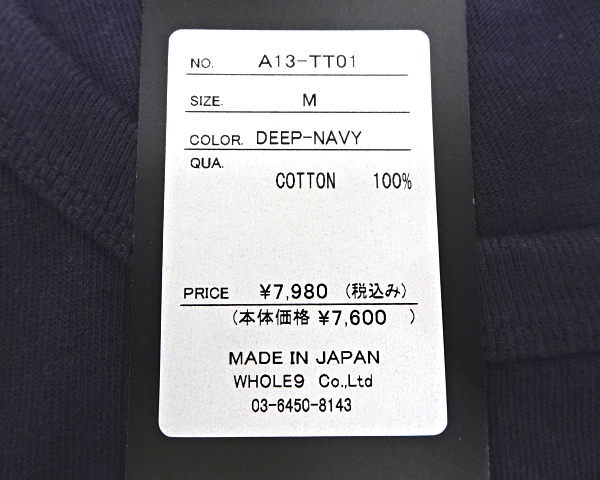 NO. A13-TT01
SIZE. M
COLOR. DEEP-NAVY
QUA.
COTTON 100%
PRICE ¥7,980 (税込み)
(本体価格 ¥7,600 )
MADE IN JAPAN
WHOLE9 Co.,Ltd
03-6450-8143